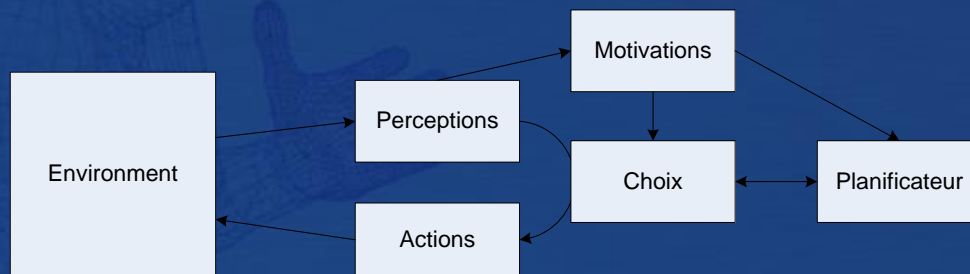 Motivations
Perceptions
Environment
Choix
Planificateur
Actions